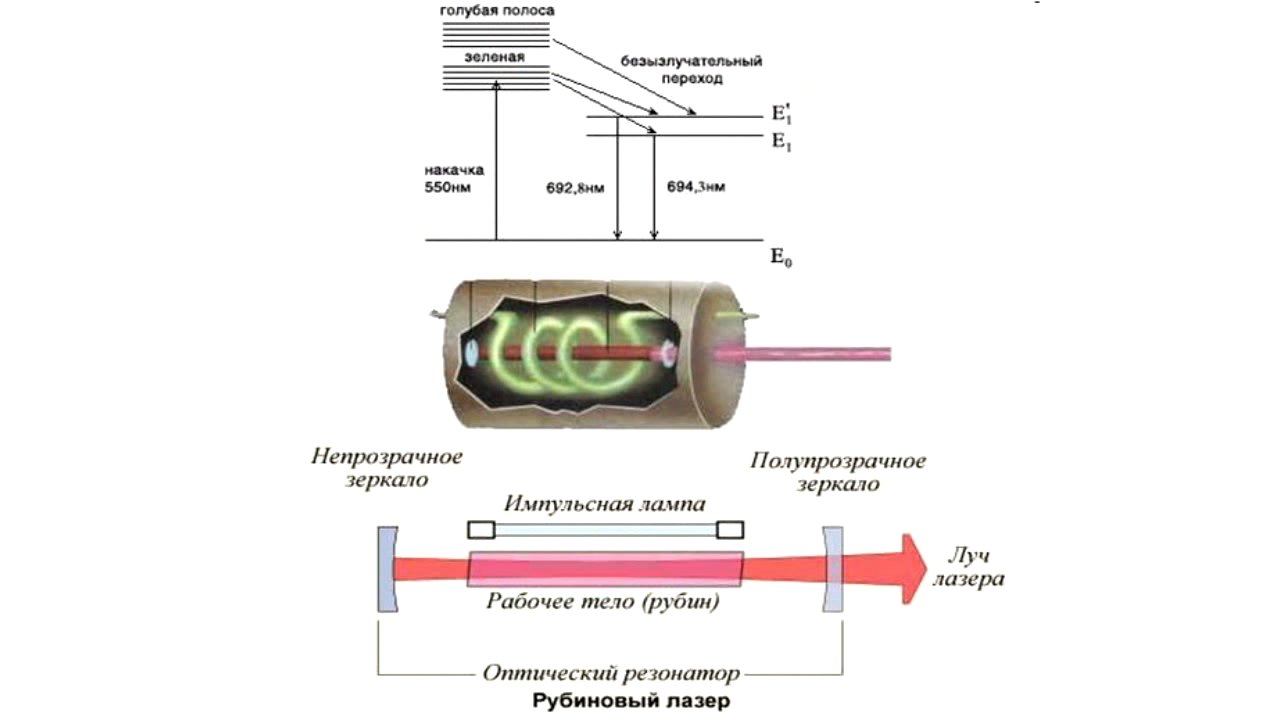 голубая полоса
зеленая
безызлучательный
переход
E'₁
E₁
накачка
550нм
692,8нм
694,3нм
E₀
Непрозрачное
зеркало
Полупрозрачное
зеркало
Импульсная лампа
Луч
лазера
Рабочее тело (рубин)
Оптический резонатор
Рубиновый лазер